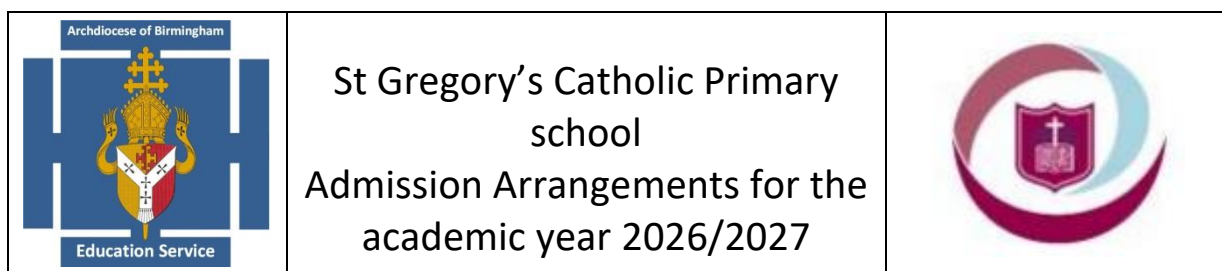 Archdiocese of Birmingham
Education Service
St Gregory’s Catholic Primary
school
Admission Arrangements for the
academic year 2026/2027